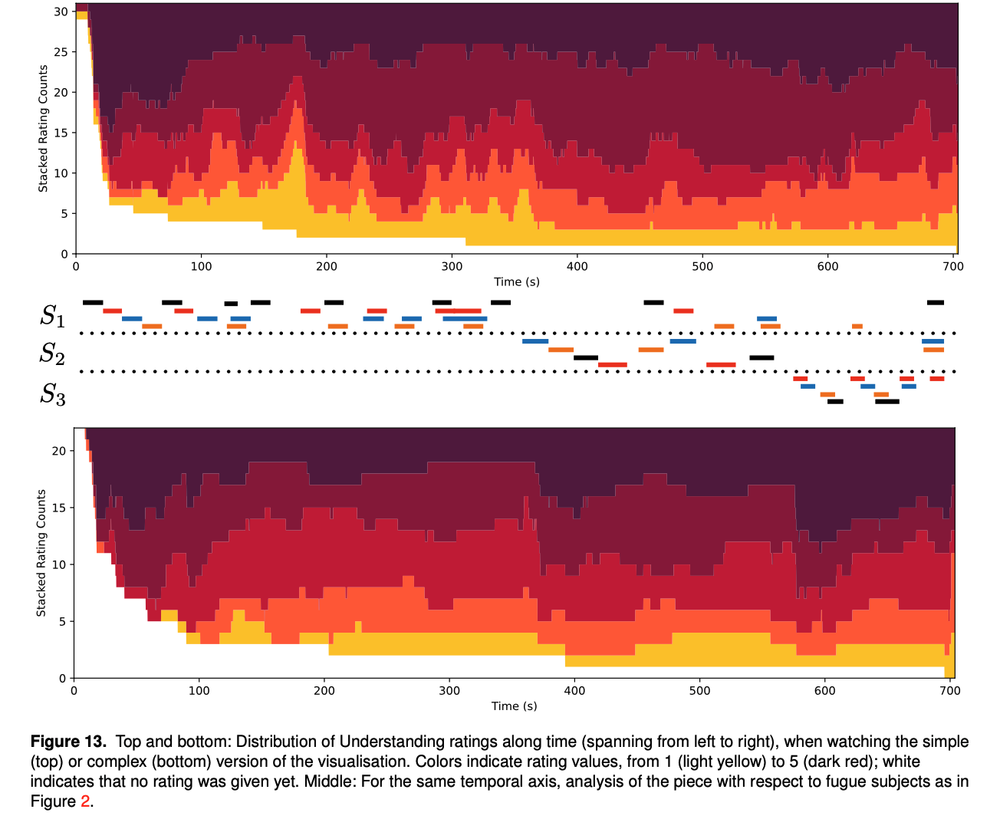 30
25
20
15
10
5
0
Stacked Rating Counts
0 100 200 300 400 500 600 700
Time (s)
S1
S2
S3
20
15
10
5
0
Stacked Rating Counts
0 100 200 300 400 500 600 700
Time (s)
Figure 13. Top and bottom: Distribution of Understanding ratings along time (spanning from left to right), when watching the simple
(top) or complex (bottom) version of the visualisation. Colors indicate rating values, from 1 (light yellow) to 5 (dark red); white
indicates that no rating was given yet. Middle: For the same temporal axis, analysis of the piece with respect to fugue subjects as in
Figure 2.